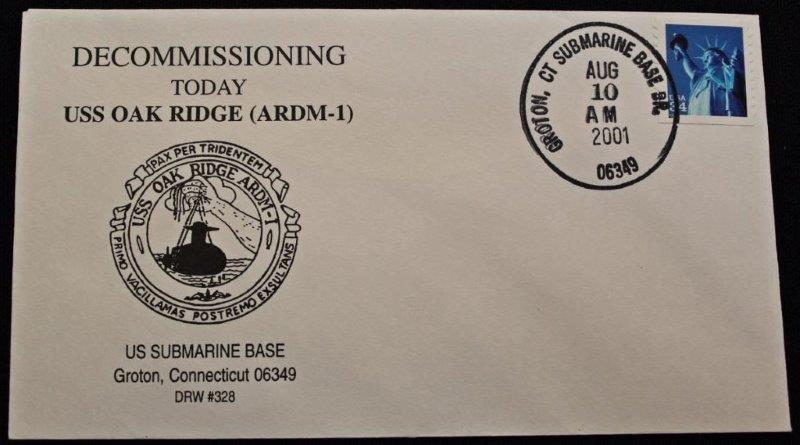 DECOMMISSIONING
TODAY
USS OAK RIDGE (ARDM-1)
PAX PER TRIDENTEM
USS OAK RIDGE ARDM-1
PRIMO VACILLAMAS POSTREMO EXSULTANS
US SUBMARINE BASE
Groton, Connecticut 06349
DRW #328
GROTON, CT SUBMARINE BASE BR.
AUG
10
AM
2001
06349
USA
34